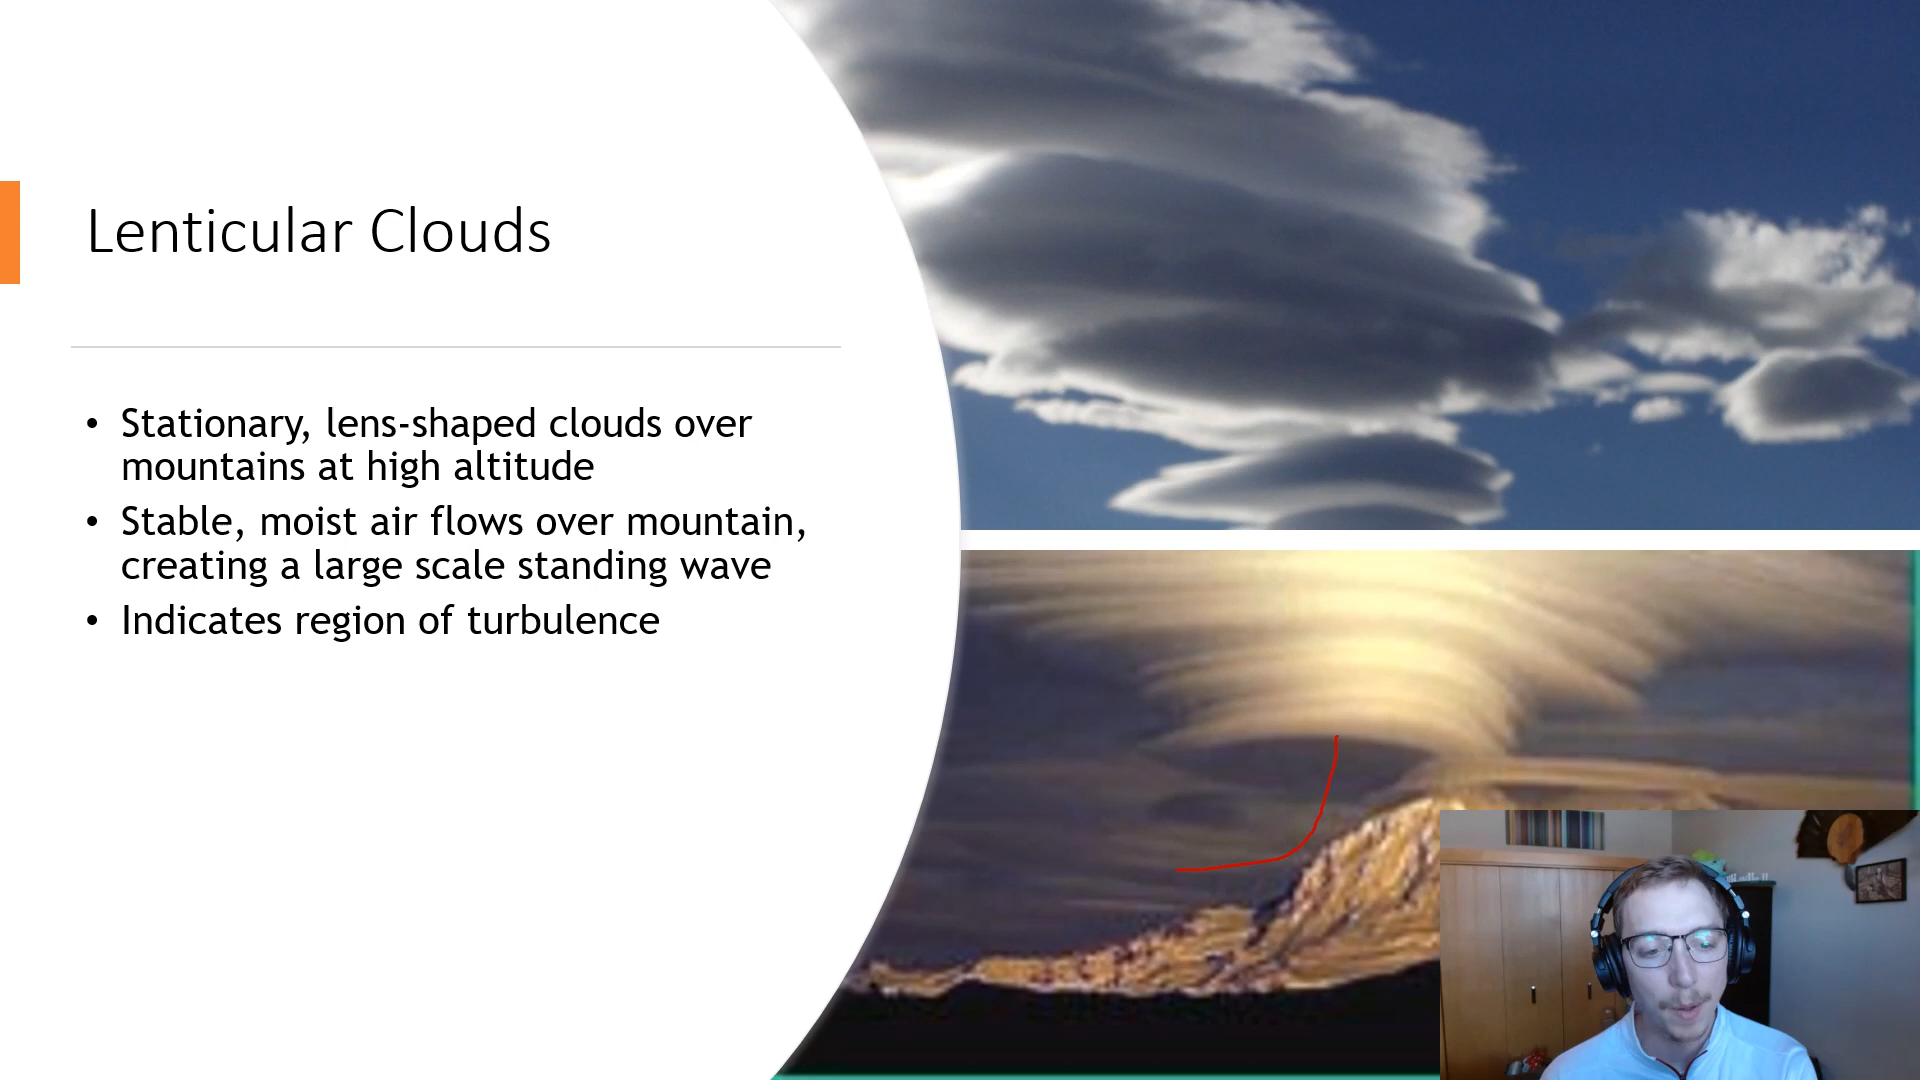 Lenticular Clouds
• Stationary, lens-shaped clouds over
mountains at high altitude
• Stable, moist air flows over mountain,
creating a large scale standing wave
• Indicates region of turbulence